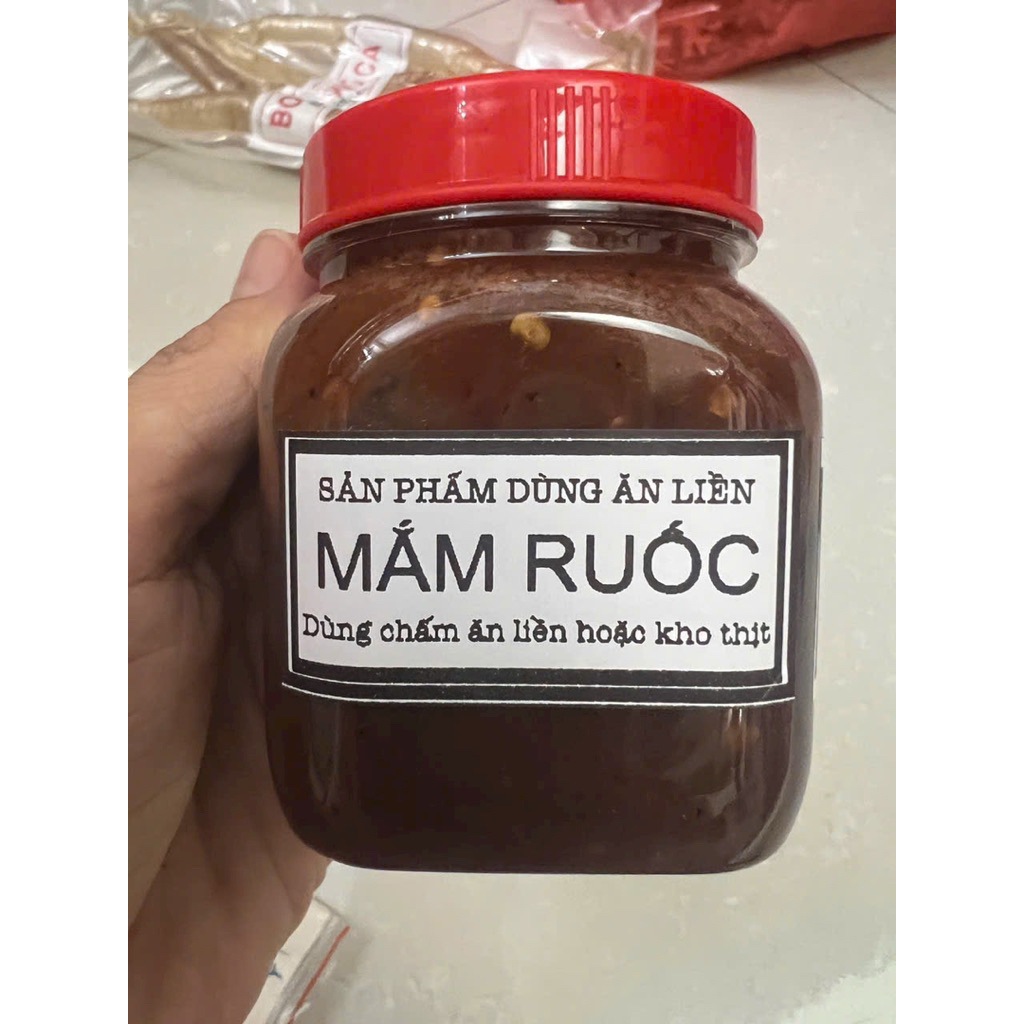 SẢN PHẨM DÙNG ĂN LIỀN
MẮM RUỐC
Dùng chấm ăn liền hoặc kho thịt